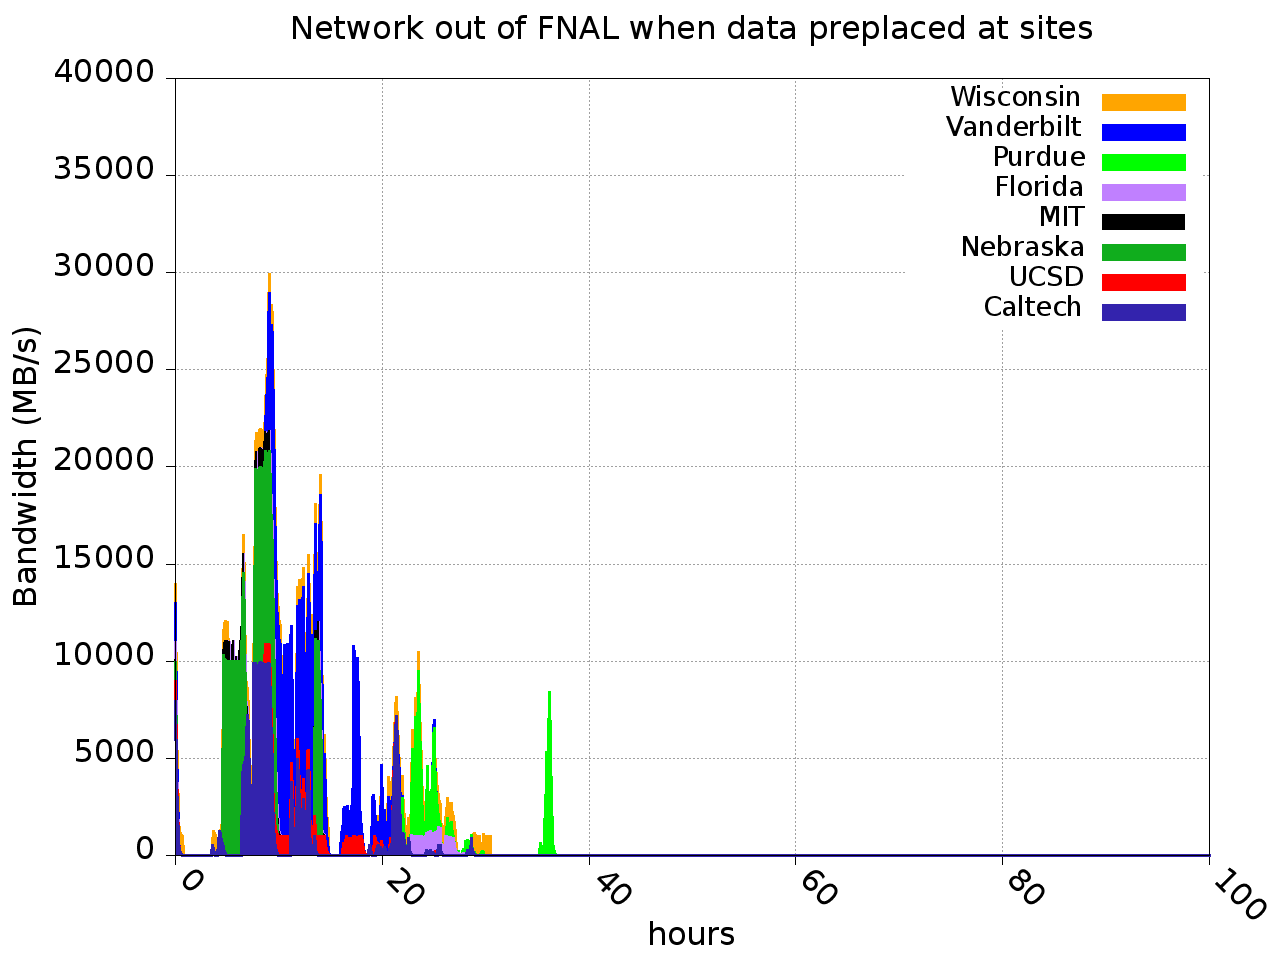 Network out of FNAL when data preplaced at sites
40000
35000
30000
25000
20000
15000
10000
5000
0
Bandwidth (MB/s)
Wisconsin
Vanderbilt
Purdue
Florida
MIT
Nebraska
UCSD
Caltech
0
20
40
60
80
100
hours